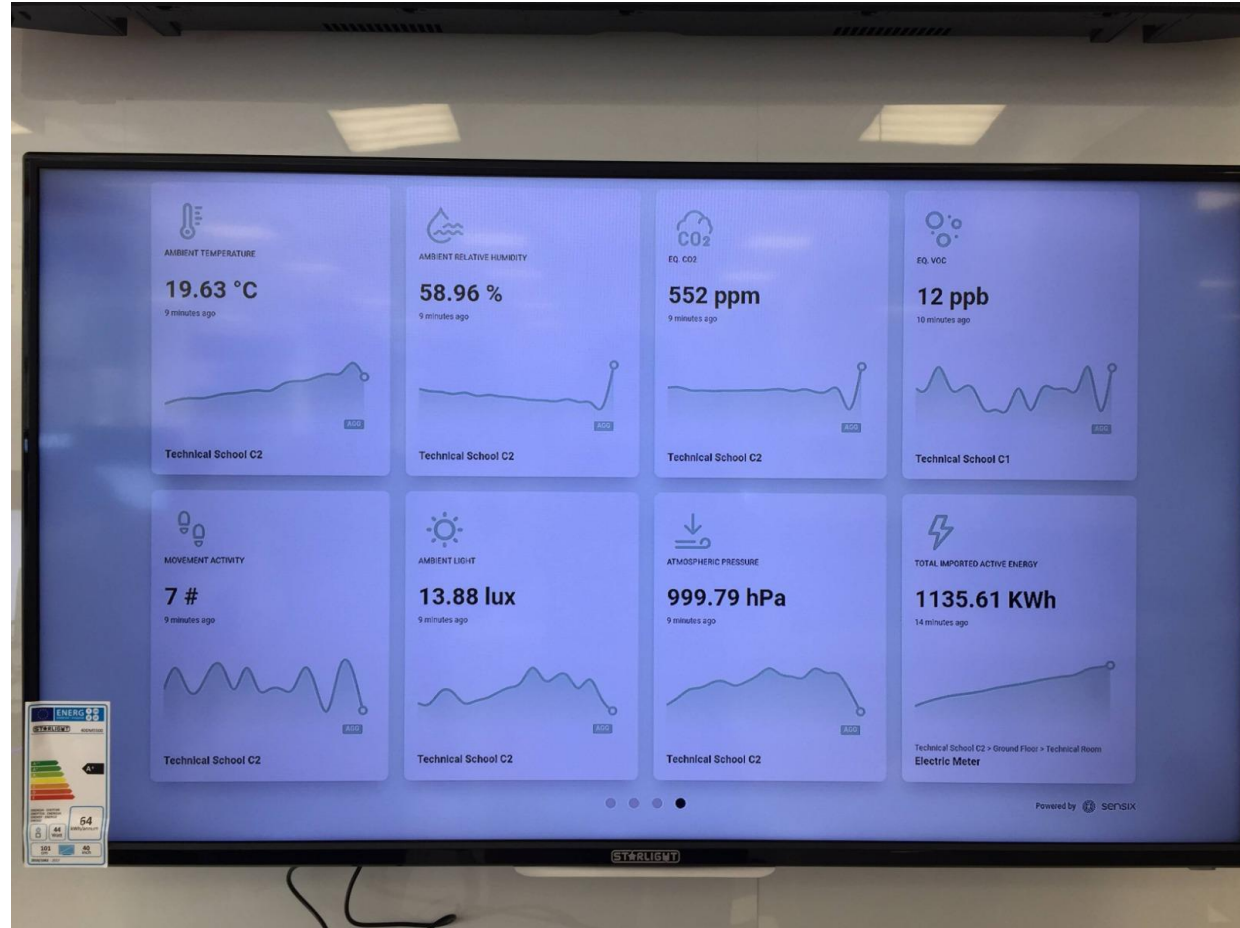 AMBIENT TEMPERATURE
19.63 °C
9 minutes ago
AGG
Technical School C2
AMBIENT RELATIVE HUMIDITY
58.96 %
9 minutes ago
AGG
Technical School C2
CO2
EQ. CO2
552 ppm
9 minutes ago
AGG
Technical School C2
EQ. VOC
12 ppb
10 minutes ago
AGG
Technical School C1
MOVEMENT ACTIVITY
7 #
9 minutes ago
AGG
Technical School C2
AMBIENT LIGHT
13.88 lux
9 minutes ago
AGG
Technical School C2
ATMOSPHERIC PRESSURE
999.79 hPa
9 minutes ago
AGG
Technical School C2
TOTAL IMPORTED ACTIVE ENERGY
1135.61 KWh
14 minutes ago
Technical School C2 > Ground Floor > Technical Room
Electric Meter
Powered by sensix
STARLIGHT
ENERG
STARLIGHT
A+
64
44
101
40